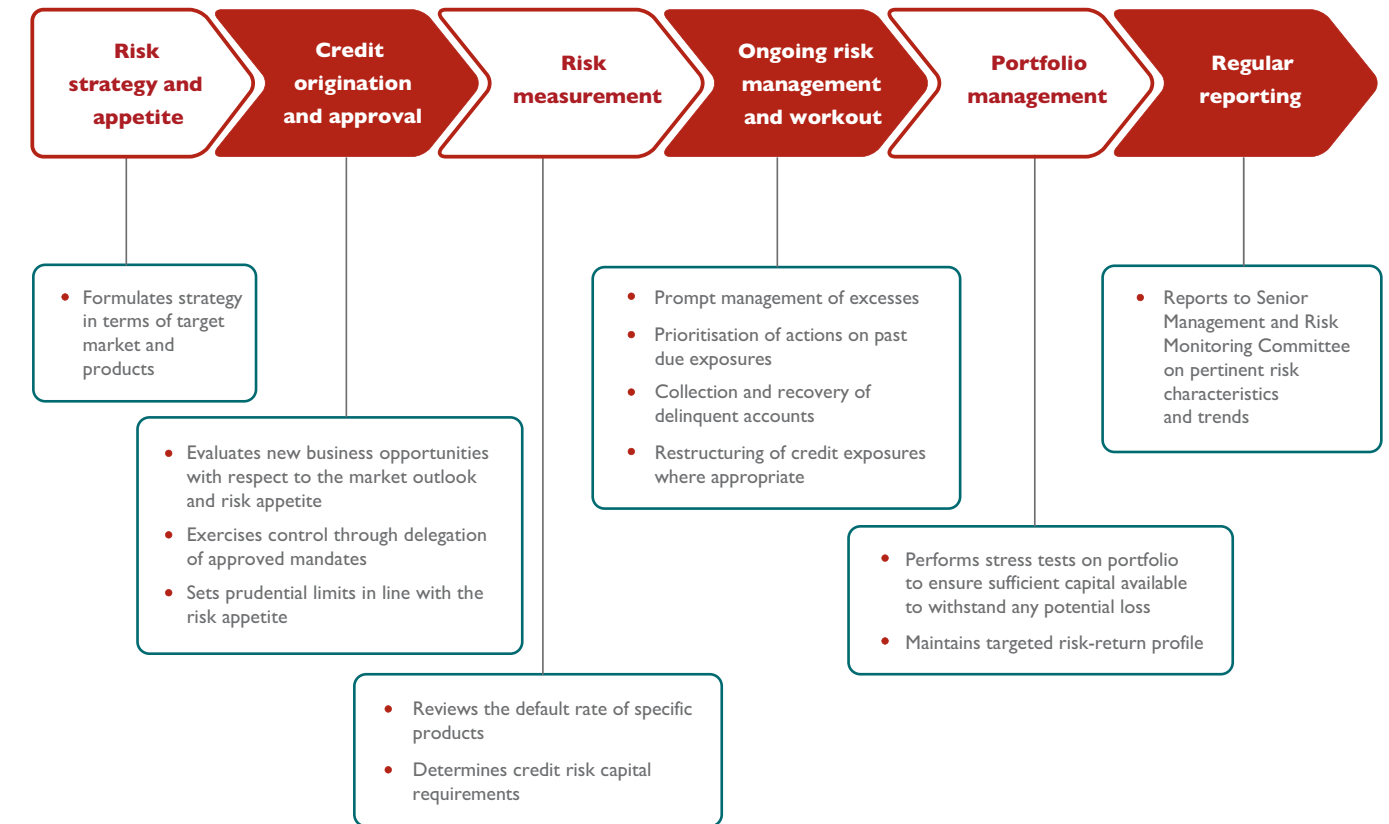 Risk
strategy and
appetite
Credit
origination
and approval
Risk
measurement
Ongoing risk
management
and workout
Portfolio
management
Regular
reporting
• Formulates strategy
in terms of target
market and
products
• Evaluates new business opportunities
with respect to the market outlook
and risk appetite
• Exercises control through delegation
of approved mandates
• Sets prudential limits in line with the
risk appetite
• Reviews the default rate of specific
products
• Determines credit risk capital
requirements
• Prompt management of excesses
• Prioritisation of actions on past
due exposures
• Collection and recovery of
delinquent accounts
• Restructuring of credit exposures
where appropriate
• Performs stress tests on portfolio
to ensure sufficient capital available
to withstand any potential loss
• Maintains targeted risk-return profile
• Reports to Senior
Management and Risk
Monitoring Committee
on pertinent risk
characteristics
and trends